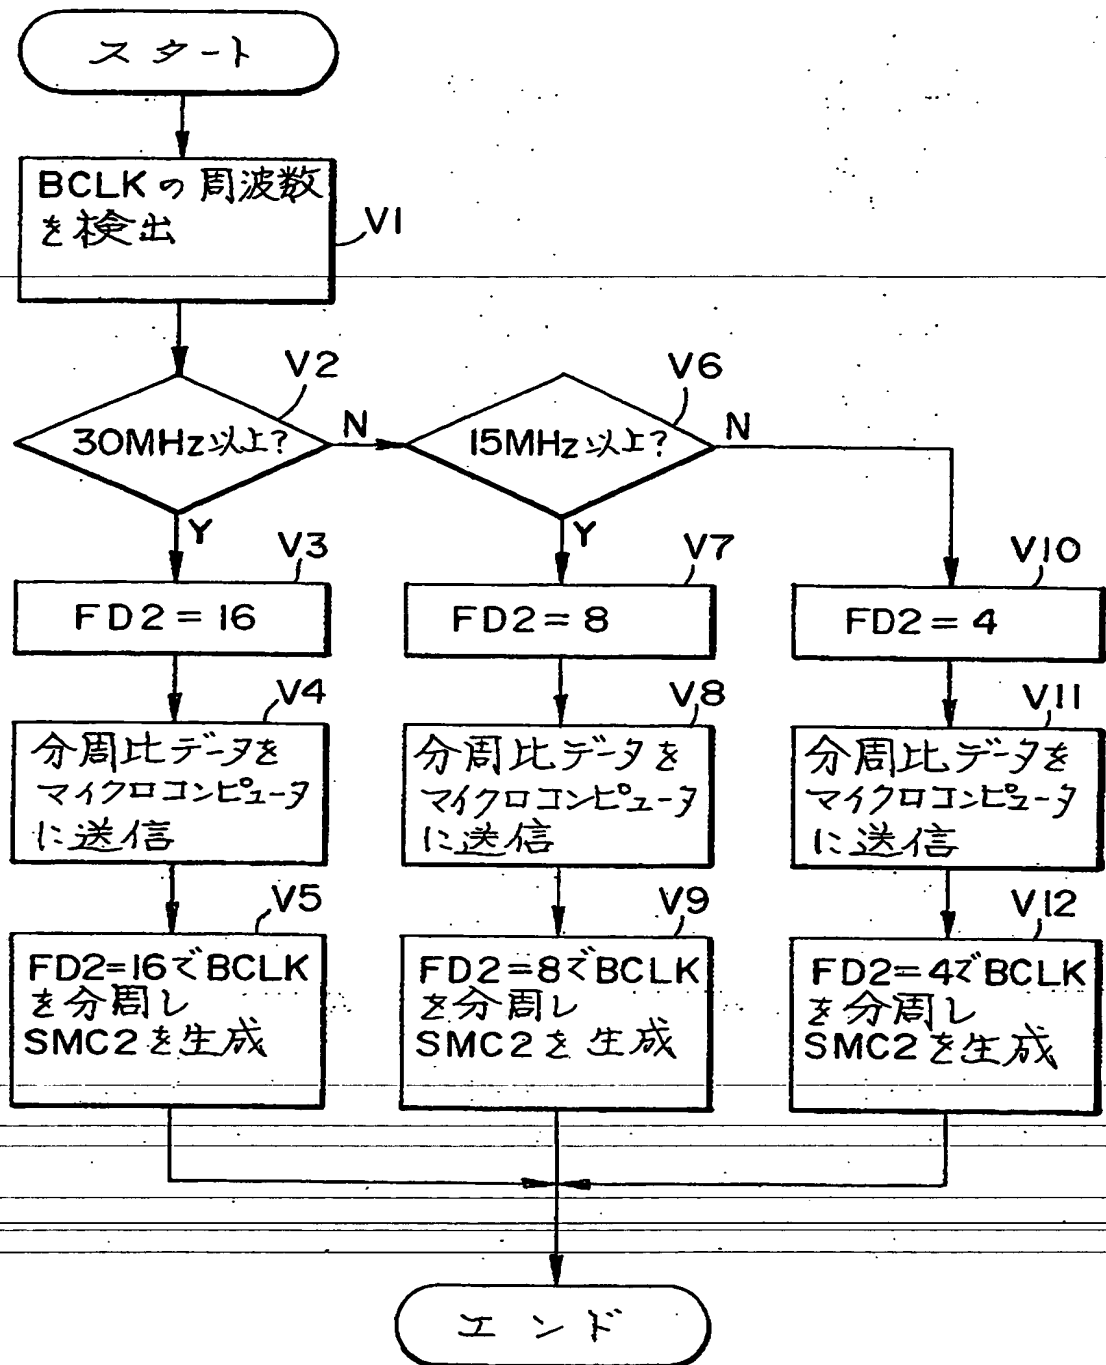 スタート
BCLKの周波数
を検出
V1
V2
30MHz以上?
N
Y
V3
FD2=16
V4
分周比データを
マイクロコンピュータ
に送信
V5
FD2=16でBCLK
を分周し
SMC2を生成
V6
15MHz以上?
N
Y
V7
FD2=8
V8
分周比データを
マイクロコンピュータ
に送信
V9
FD2=8でBCLK
を分周し
SMC2を生成
V10
FD2=4
V11
分周比データを
マイクロコンピュータ
に送信
V12
FD2=4でBCLK
を分周し
SMC2を生成
エンド